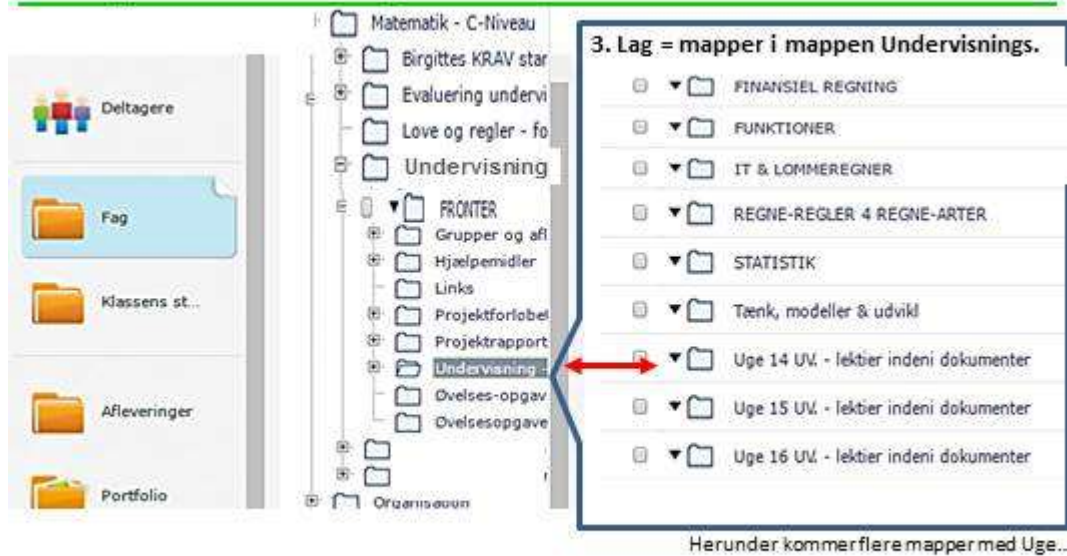 Deltagere
Fag
Klassens st...
Afleveringer
Portfolio
Matematik - C-Niveau
Birgittes KRAV star
Evaluering undervi
Love og regler - fo
Undervisning
FRONTER
Grupper og afl
Hjælpemidler
Links
Projektforløbel
Projektrapport
Undervisning -
Øvelses-opgav
Øvelsesopgave
Organisation
3. Lag = mapper i mappen Undervisnings.
FINANSIEL REGNING
FUNKTIONER
IT & LOMMEREGNER
REGNE-REGLER 4 REGNE-ARTER
STATISTIK
Tænk, modeller & udvikl
Uge 14 UV. - lektier indeni dokumenter
Uge 15 UV. - lektier indeni dokumenter
Uge 16 UV. - lektier indeni dokumenter
Herunder kommer flere mapper med Uge..